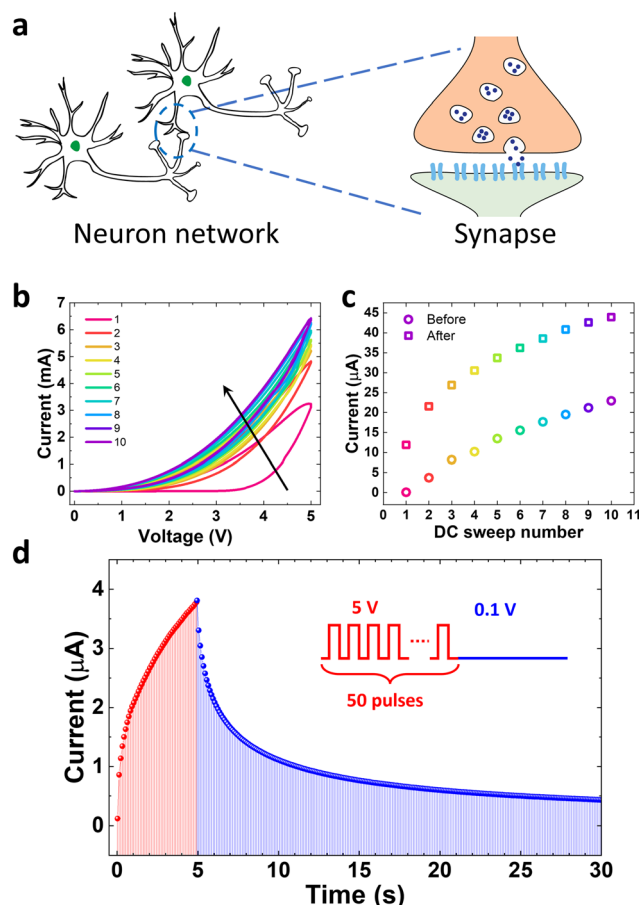 a
Neuron network
Synapse
b
Current (mA)
7
6
5
4
3
2
1
0
1
2
3
4
5
6
7
8
9
10
0 1 2 3 4 5
Voltage (V)
c
Current (μA)
45
40
35
30
25
20
15
10
5
0
Before
After
0 1 2 3 4 5 6 7 8 9 10 11
DC sweep number
d
Current (μA)
4
3
2
1
0
5 V
0.1 V
50 pulses
0 5 10 15 20 25 30
Time (s)